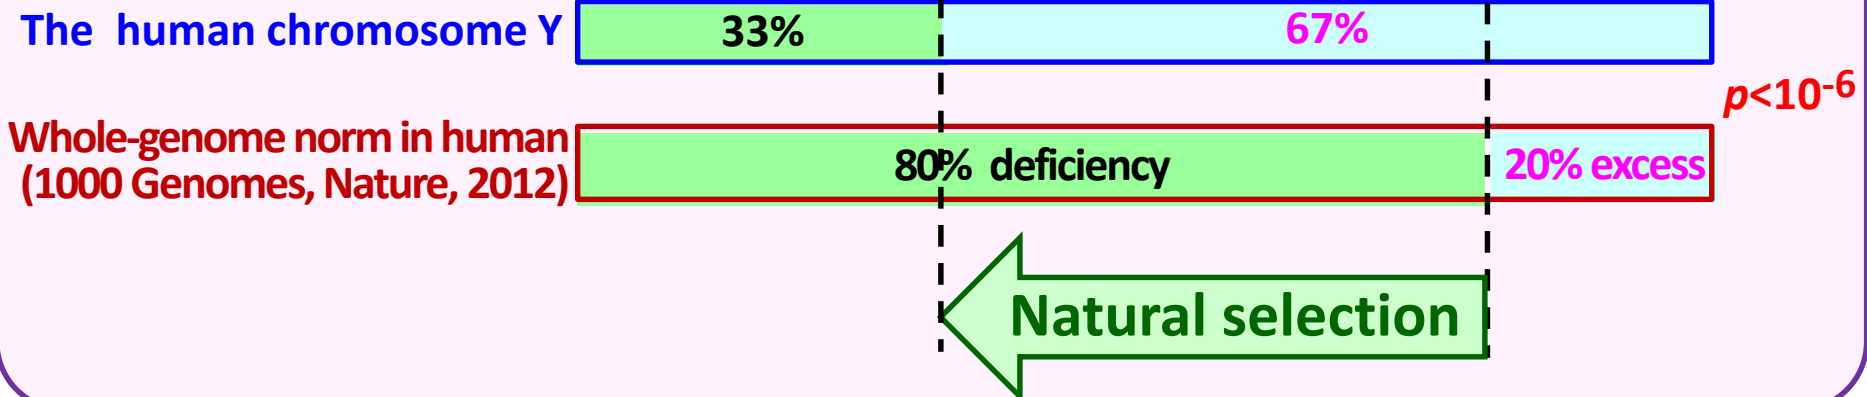 The human chromosome Y
33%
67%
p<10-6
Whole-genome norm in human
(1000 Genomes, Nature, 2012)
80% deficiency
20% excess
Natural selection